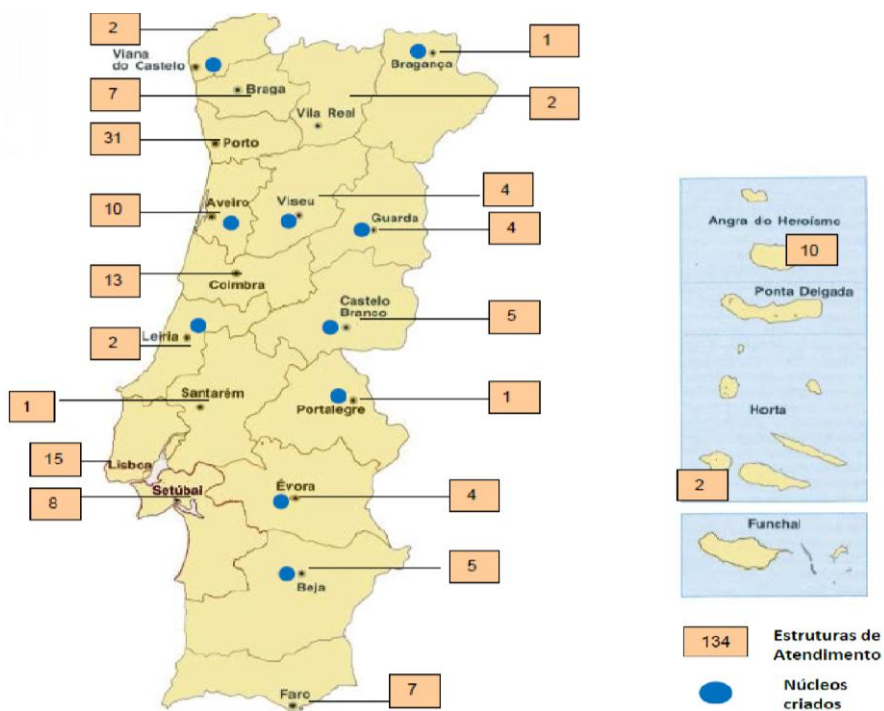 2
Viana
do Castelo
1
Bragança
7
Braga
2
Vila Real
31
Porto
4
10
Aveiro
Viseu
Guarda
4
Angra do Heroísmo
10
13
Coimbra
Ponta Delgada
Castelo
Branco
5
Leiria
2
Santarém
1
Portalegre
1
Horta
15
Lisboa
Setúbal
8
Évora
4
2
Funchal
5
Beja
134
Estruturas de
Atendimento
Faro
7
Núcleos
criados